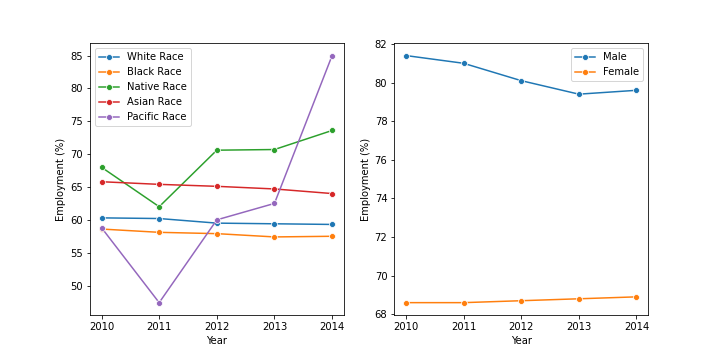 85
80
75
70
65
60
55
50
Employment (%)
2010 2011 2012 2013 2014
Year
White Race
Black Race
Native Race
Asian Race
Pacific Race
82
80
78
76
74
72
70
68
Employment (%)
2010 2011 2012 2013 2014
Year
Male
Female